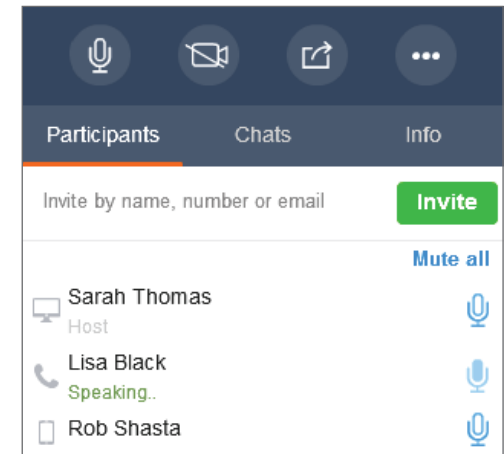 Participants Chats Info
Invite by name, number or email Invite
Mute all
Sarah Thomas
Host
Lisa Black
Speaking..
Rob Shasta